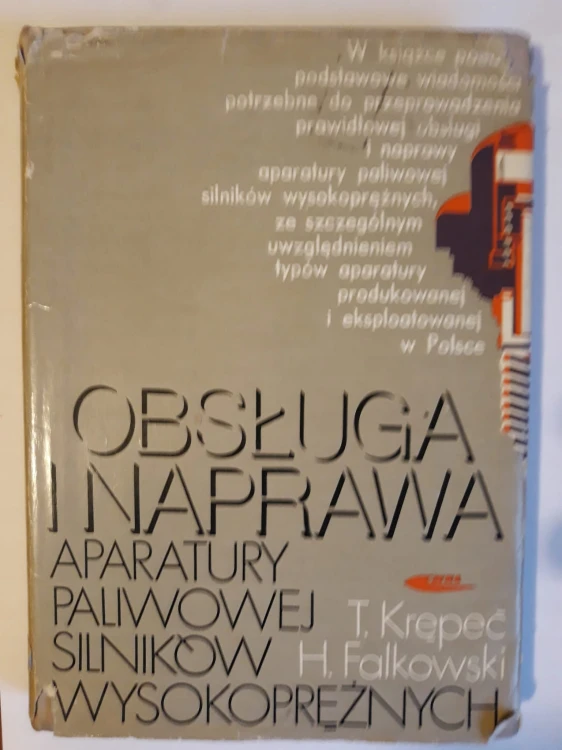 W książce podano
podstawowe wiadomości
potrzebne do przeprowadzenia
prawidłowej obsługi
i naprawy
aparatury paliwowej
silników wysokoprężnych,
ze szczególnym
uwzględnieniem
typów aparatury
produkowanej
i eksploatowanej
w Polsce
OBSŁUGA
I NAPRAWA
APARATURY
PALIWOWEJ
SILNIKÓW
WYSOKOPRĘŻNYCH
T. Krępeć
H. Falkowski